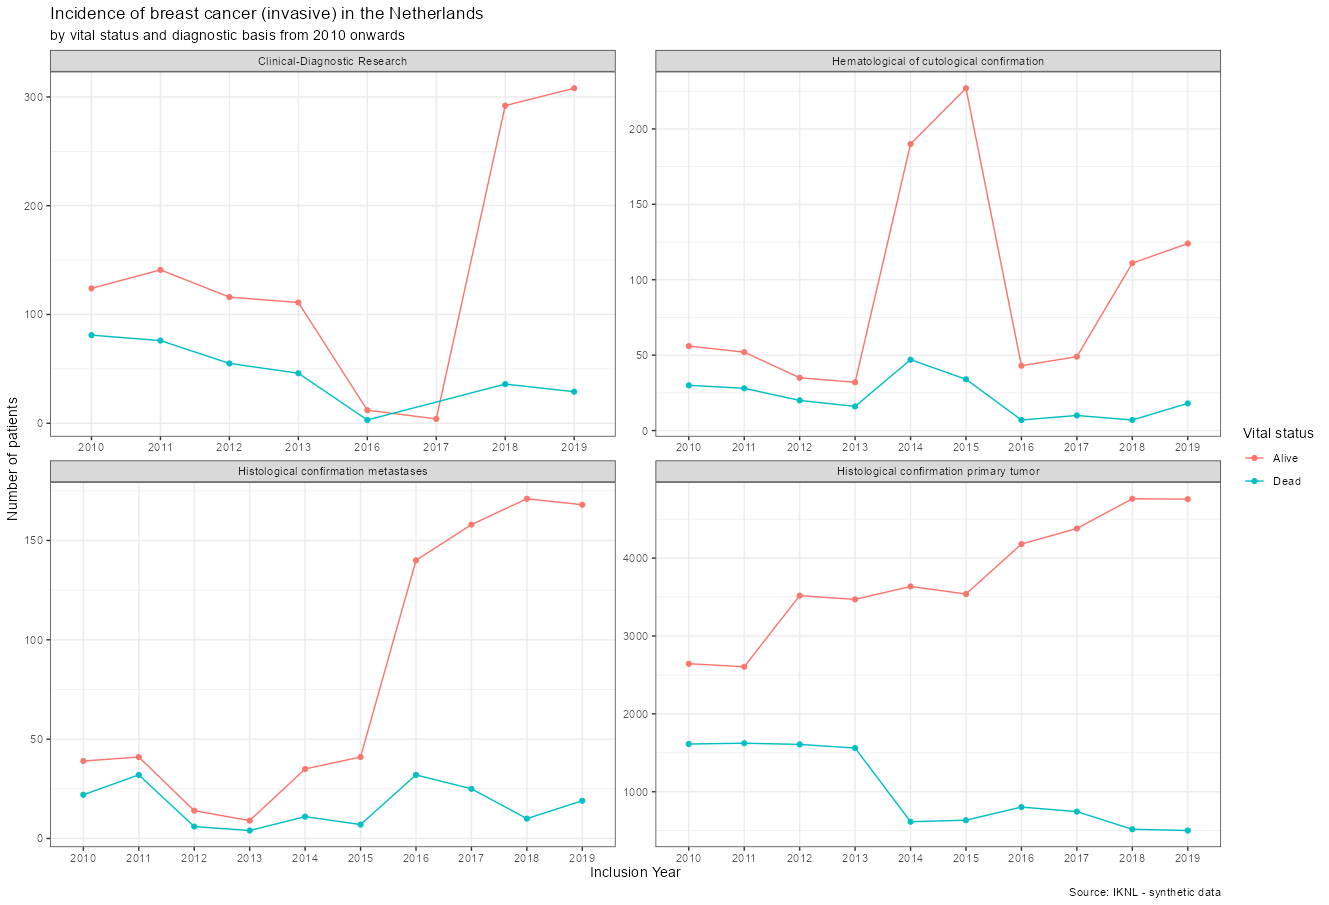 Incidence of breast cancer (invasive) in the Netherlands
by vital status and diagnostic basis from 2010 onwards
Number of patients
Clinical-Diagnostic Research
300
200
100
0
2010 2011 2012 2013 2016 2017 2018 2019
Hematological of cutological confirmation
200
150
100
50
0
2010 2011 2012 2013 2014 2015 2016 2017 2018 2019
Histological confirmation metastases
150
100
50
0
2010 2011 2012 2013 2014 2015 2016 2017 2018 2019
Histological confirmation primary tumor
4000
3000
2000
1000
2010 2011 2012 2013 2014 2015 2016 2017 2018 2019
Inclusion Year
Vital status
Alive
Dead
Source: IKNL - synthetic data